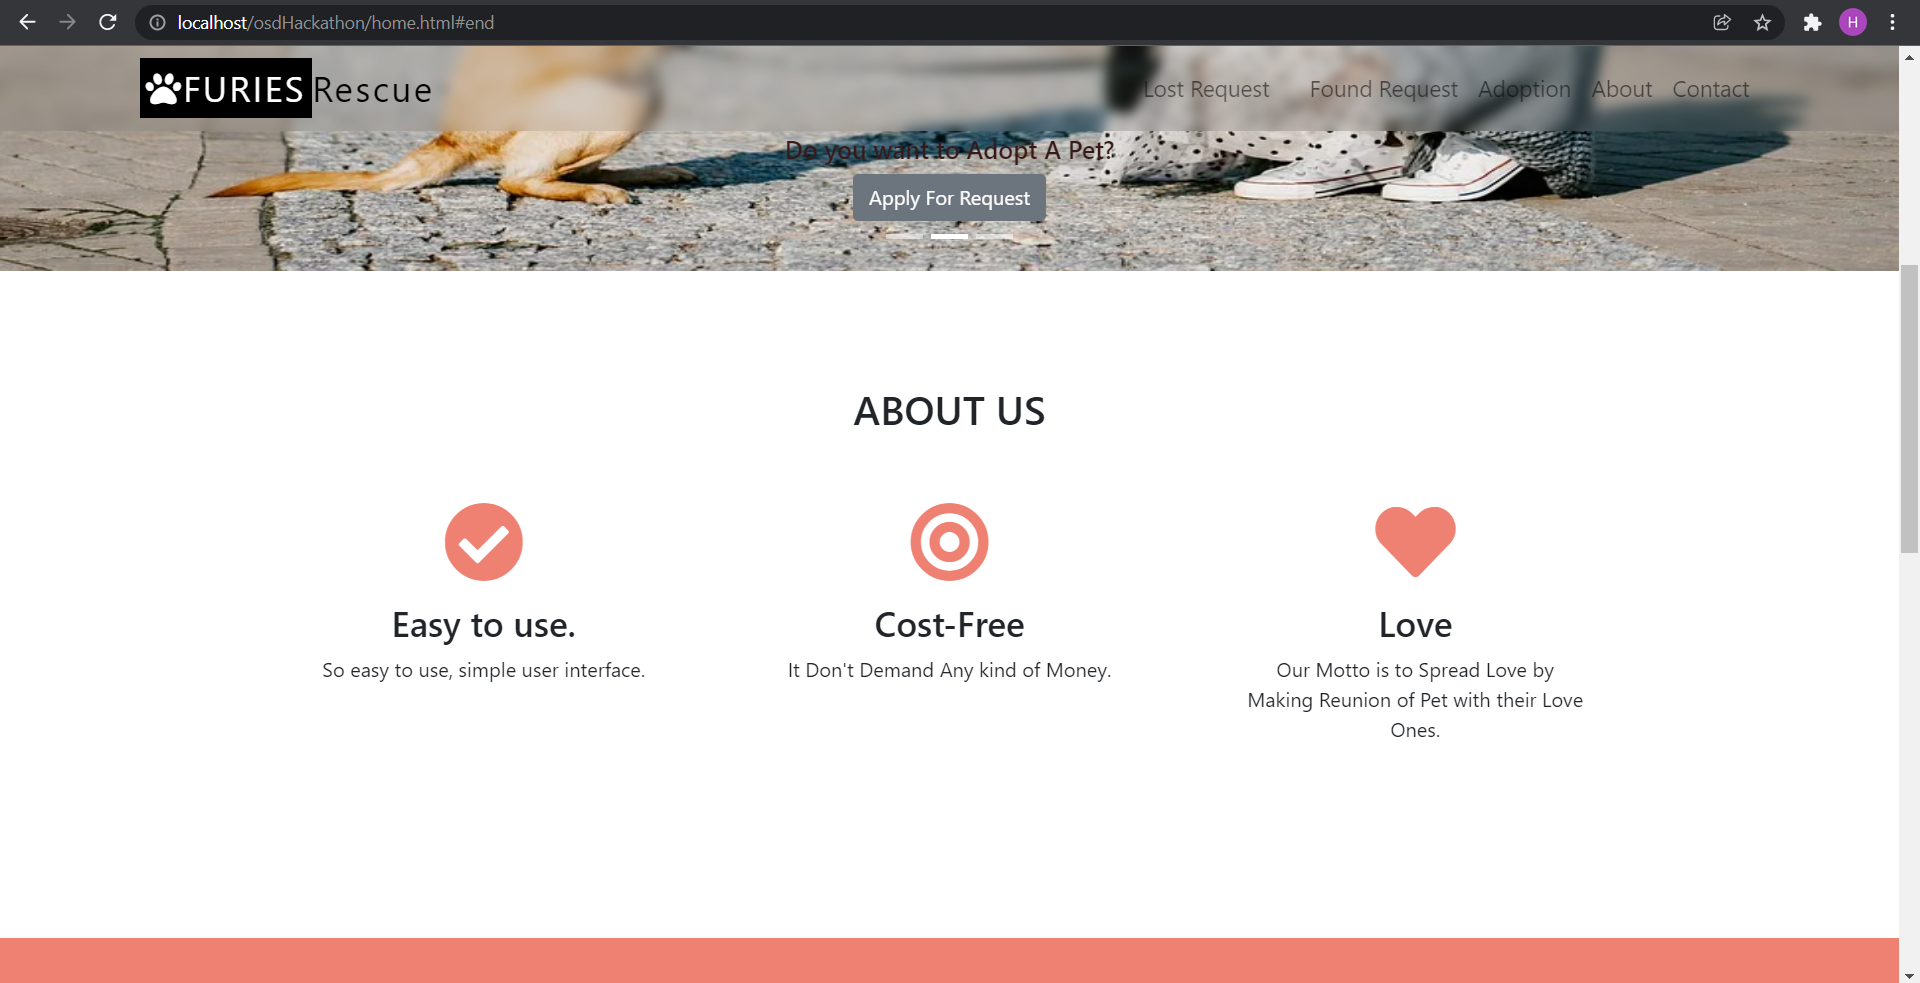 localhost/osdHackathon/home.html#end
H
FURIES Rescue
Lost Request Found Request Adoption About Contact
Do you want to Adopt A Pet?
Apply For Request
ABOUT US
Easy to use.
So easy to use, simple user interface.
Cost-Free
It Don't Demand Any kind of Money.
Love
Our Motto is to Spread Love by
Making Reunion of Pet with their Love
Ones.